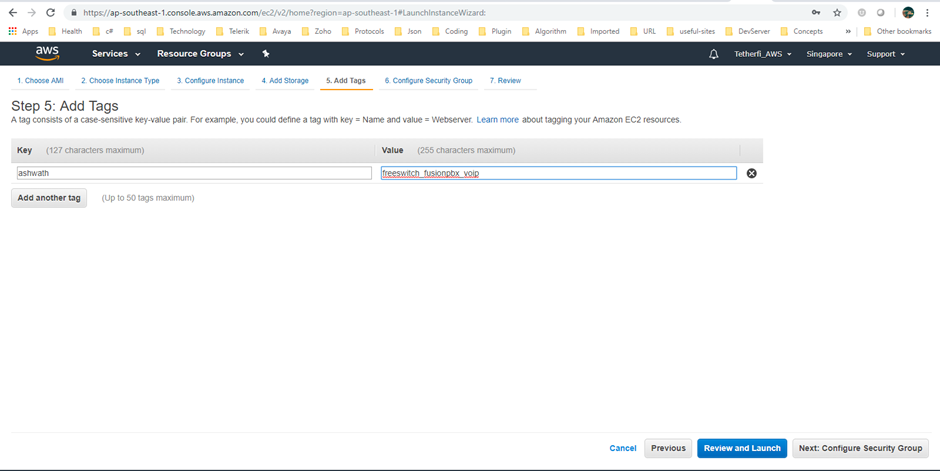 https://ap-southeast-1.console.aws.amazon.com/ec2/v2/home?region=ap-southeast-1#LaunchInstanceWizard:
Apps Health c# sql Technology Telerik Avaya Zoho Protocols Json Coding Plugin Algorithm Imported URL useful-sites DevServer Concepts » Other bookmarks
aws Services Resource Groups Tetherfi_AWS Singapore Support
1. Choose AMI 2. Choose Instance Type 3. Configure Instance 4. Add Storage 5. Add Tags 6. Configure Security Group 7. Review
Step 5: Add Tags
A tag consists of a case-sensitive key-value pair. For example, you could define a tag with key = Name and value = Webserver. Learn more about tagging your Amazon EC2 resources.
Key (127 characters maximum) Value (255 characters maximum)
ashwath freeswitch_fusionpbx_voip
Add another tag (Up to 50 tags maximum)
Cancel Previous Review and Launch Next: Configure Security Group